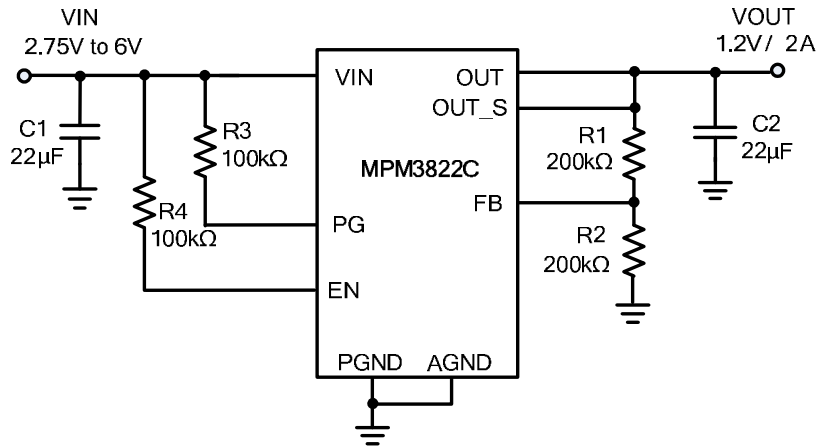 VIN
2.75V to 6V
VOUT
1.2V / 2A
VIN
OUT
OUT_S
C1
22µF
R3
100kΩ
R1
200kΩ
C2
22µF
MPM3822C
R4
100kΩ
PG
FB
R2
200kΩ
EN
PGND AGND